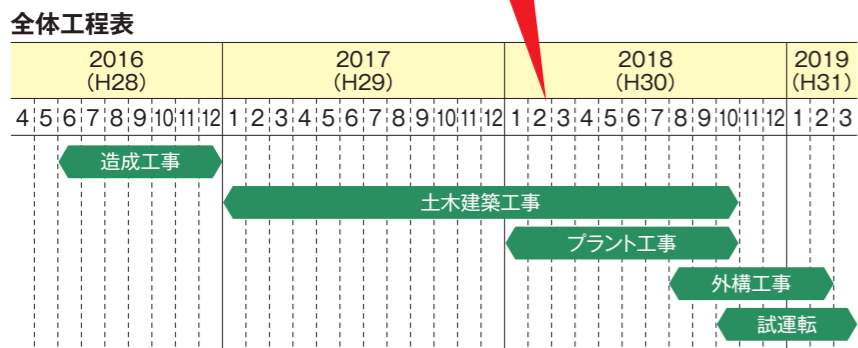 全体工程表
2016 2017 2018 2019
(H28) (H29) (H30) (H31)
4 5 6 7 8 9 10 11 12 1 2 3 4 5 6 7 8 9 10 11 12 1 2 3 4 5 6 7 8 9 10 11 12 1 2 3
造成工事
土木建築工事
プラント工事
外構工事
試運転